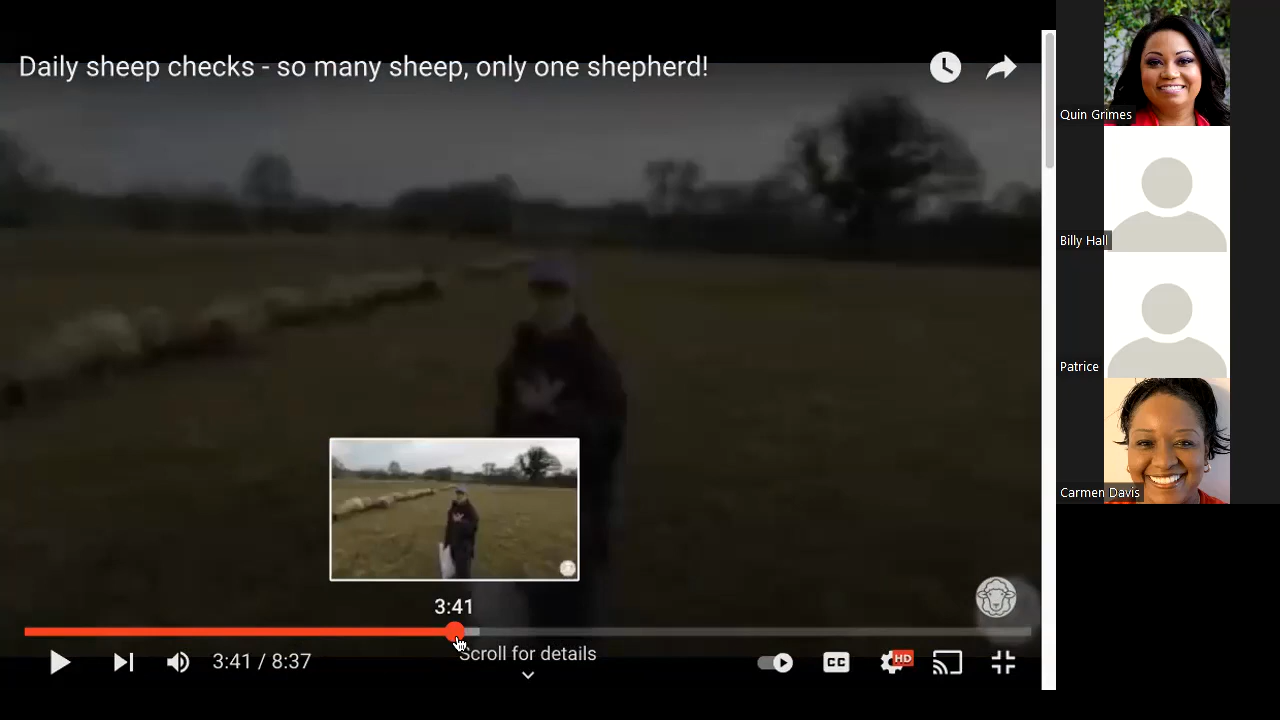 Daily sheep checks - so many sheep, only one shepherd!
Quin Grimes
Billy Hall
Patrice
Carmen Davis
3:41
3:41 / 8:37
Scroll for details
CC
HD